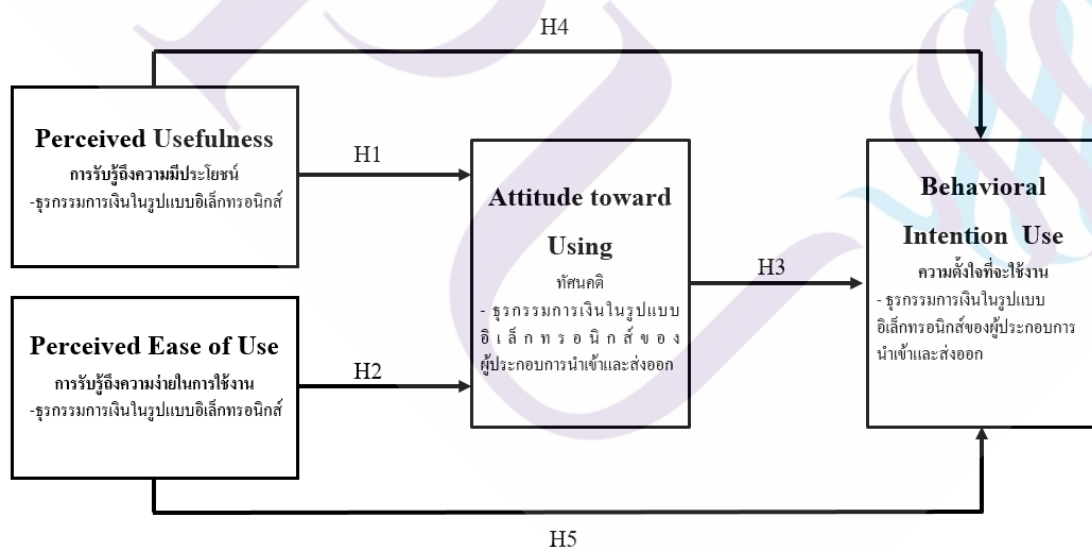 H4
Perceived Usefulness
การรับรู้ถึงความมีประโยชน์
-ธุรกรรมการเงินในรูปแบบอิเล็กทรอนิกส์
H1
Perceived Ease of Use
การรับรู้ถึงความง่ายในการใช้งาน
-ธุรกรรมการเงินในรูปแบบอิเล็กทรอนิกส์
H2
Attitude toward
Using
ทัศนคติ
- ธุรกรรมการเงินในรูปแบบ
อิเล็กทรอนิกส์ของ
ผู้ประกอบการนำเข้าและส่งออก
H3
Behavioral
Intention Use
ความตั้งใจที่จะใช้งาน
- ธุรกรรมการเงินในรูปแบบ
อิเล็กทรอนิกส์ของผู้ประกอบการ
นำเข้าและส่งออก
H5